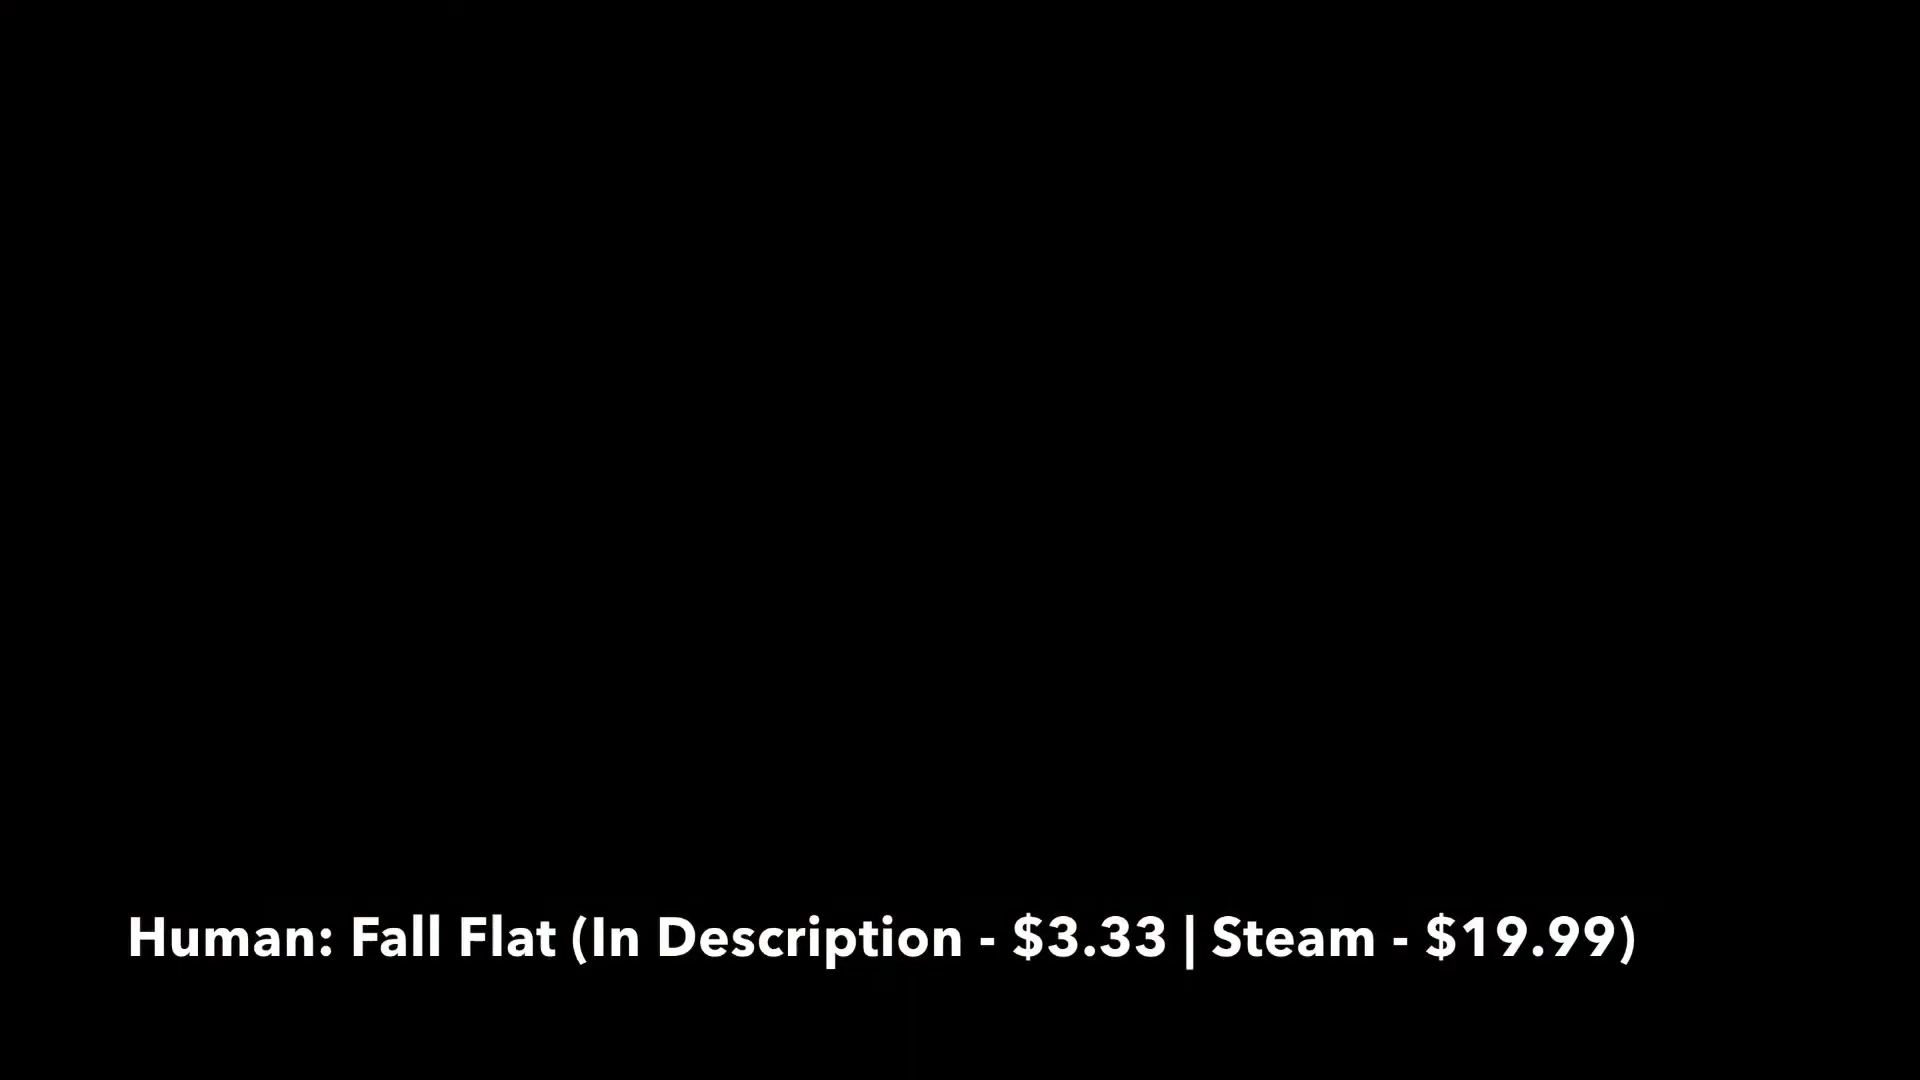 Human: Fall Flat (In Description - $3.33 | Steam - $19.99)